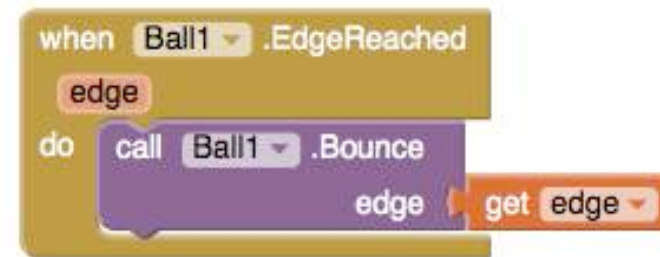 when Ball1 .EdgeReached
edge
do call Ball1 .Bounce
edge get edge